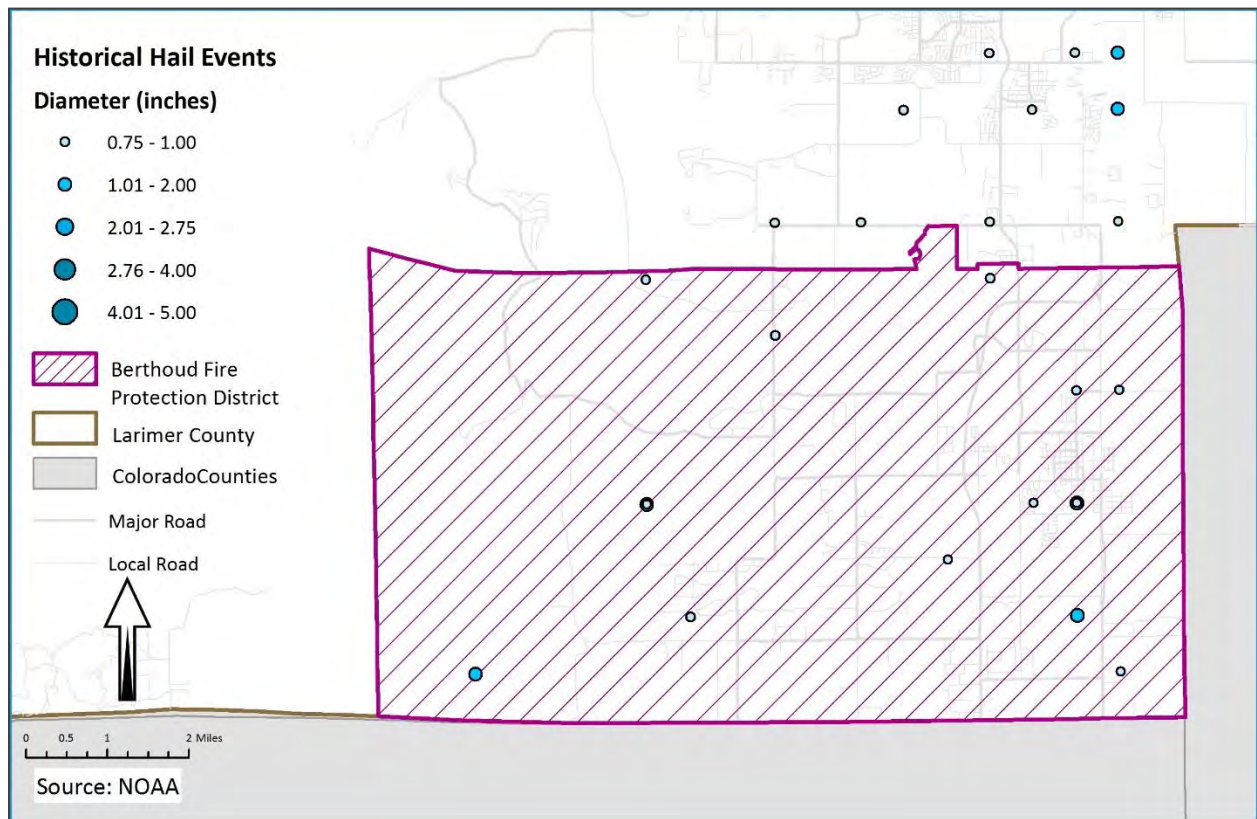 Historical Hail Events
Diameter (inches)
0.75 - 1.00
1.01 - 2.00
2.01 - 2.75
2.76 - 4.00
4.01 - 5.00
Berthoud Fire
Protection District
Larimer County
ColoradoCounties
Major Road
Local Road
0 0.5 1 2 Miles
Source: NOAA